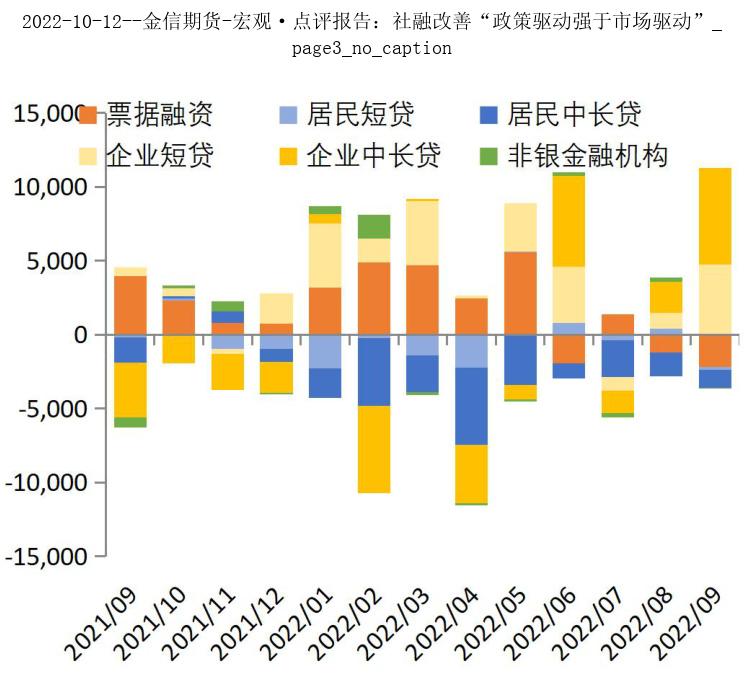 2022-10-12--金信期货-宏观·点评报告：社融改善“政策驱动强于市场驱动”_
page3_no_caption
15,000
票据融资 居民短贷 居民中长贷
企业短贷 企业中长贷 非银金融机构
10,000
5,000
0
-5,000
-10,000
-15,000
2021/09 2021/10 2021/11 2021/12 2022/01 2022/02 2022/03 2022/04 2022/05 2022/06 2022/07 2022/08 2022/09